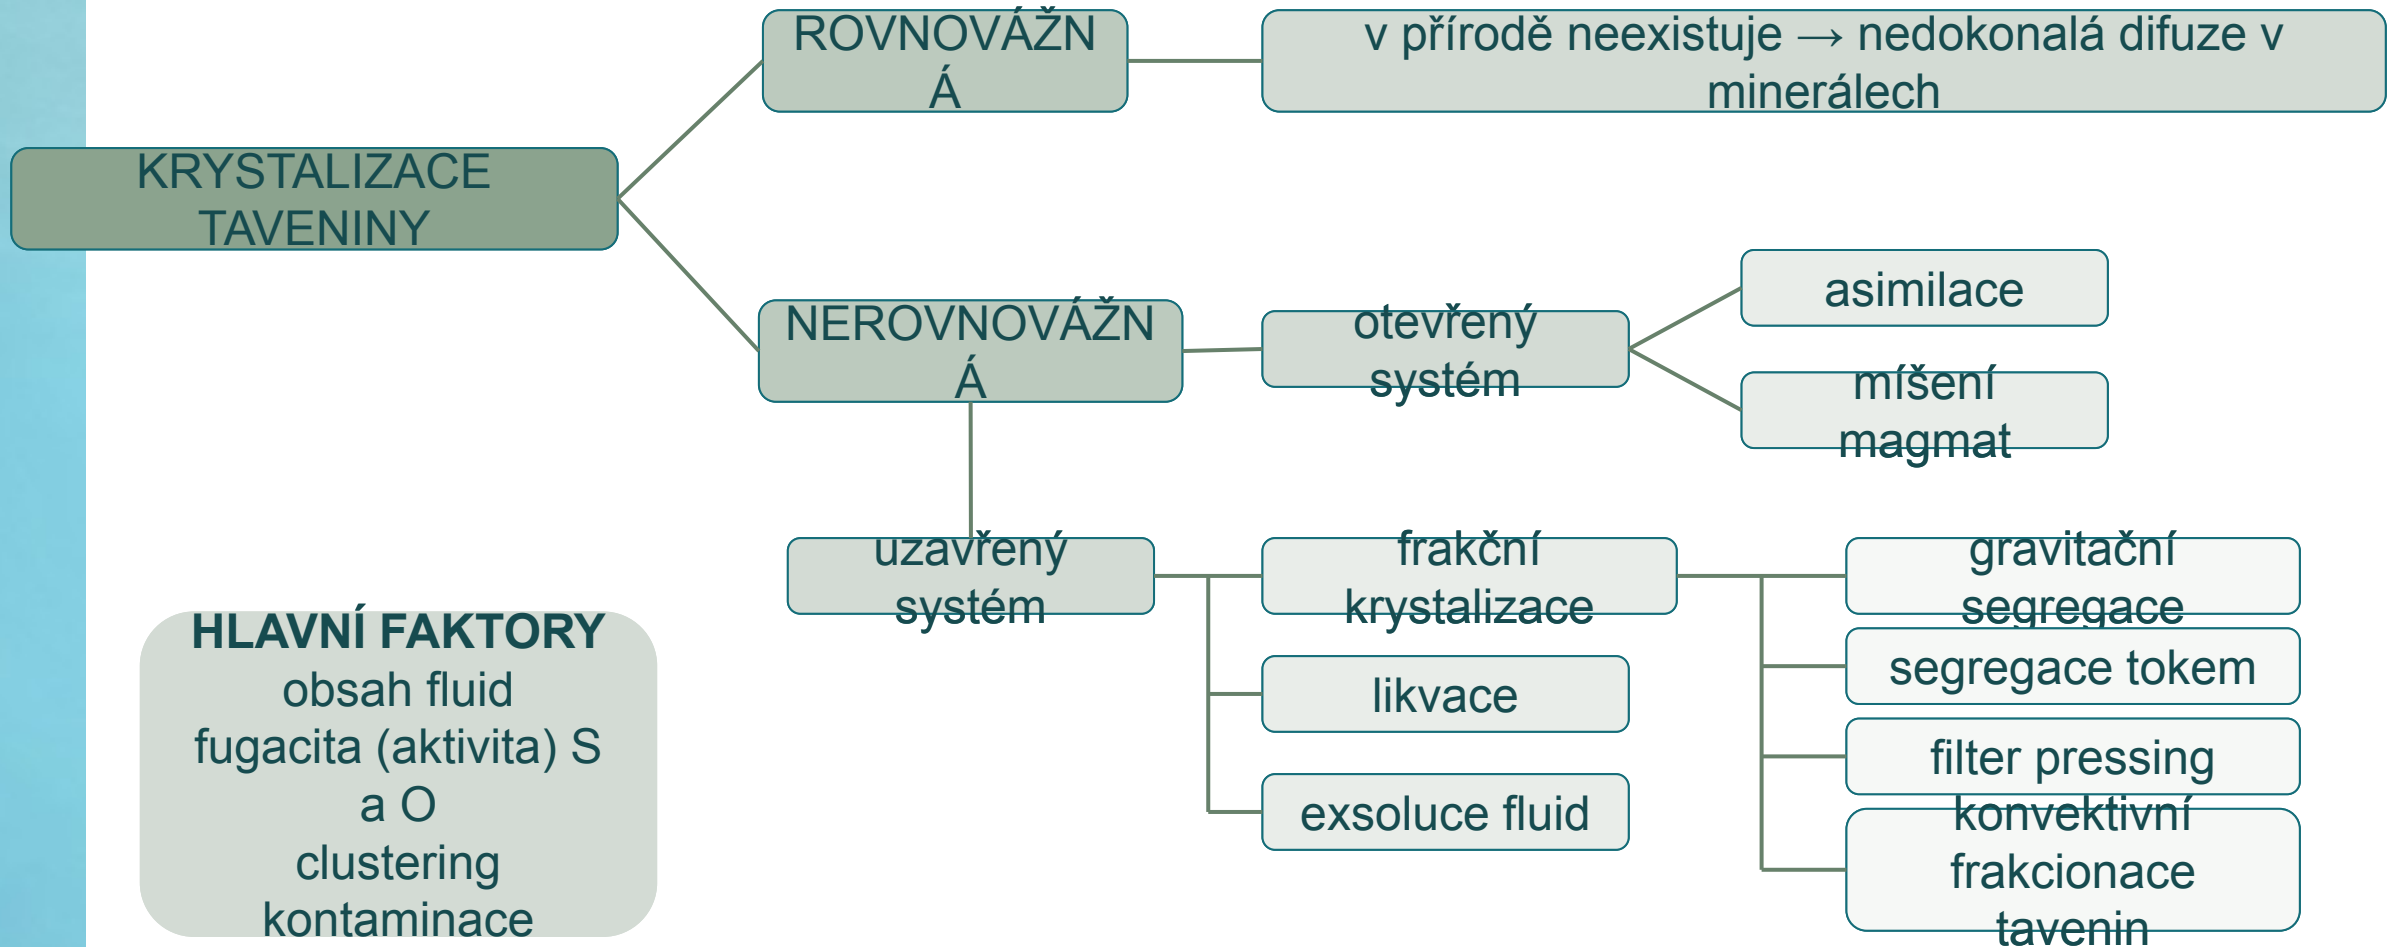 ROVNOVÁŽN
Á
v přírodě neexistuje → nedokonalá difuze v
minerálech
KRYSTALIZACE
TAVENINY
NEROVNOVÁŽN
Á
otevřený
systém
asimilace
míšení
magmat
uzavřený
systém
frakční
krystalizace
gravitační
segregace
likvace
segregace tokem
exsoluce fluid
filter pressing
konvektivní
frakcionace
tavenin
HLAVNÍ FAKTORY
obsah fluid
fugacita (aktivita) S
a O
clustering
kontaminace